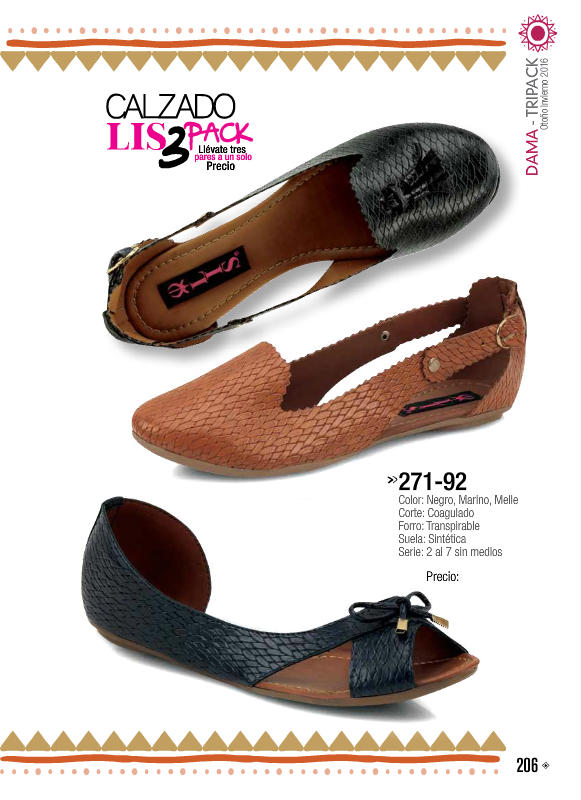 CALZADO
LIS 3 PACK
Llévate tres
pares a un solo
Precio
DAMA - TRIPACK
Otoño Invierno 2016
LIS
271-92
Color: Negro, Marino, Melle
Corte: Coagulado
Forro: Transpirable
Suela: Sintética
Serie: 2 al 7 sin medios
Precio:
206